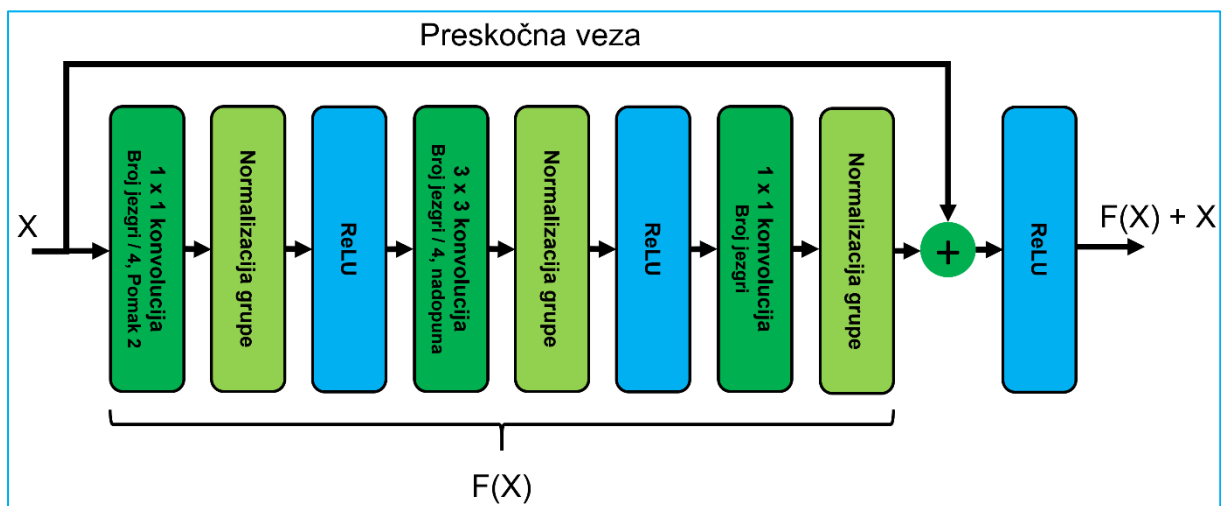 Preskočna veza
X
1 x 1 konvolucija
Broj jezgri / 4, Pomak 2
Normalizacija grupe
ReLU
3 x 3 konvolucija
Broj jezgri / 4, nadopuna
Normalizacija grupe
ReLU
1 x 1 konvolucija
Broj jezgri
Normalizacija grupe
+
ReLU
F(X) + X
F(X)